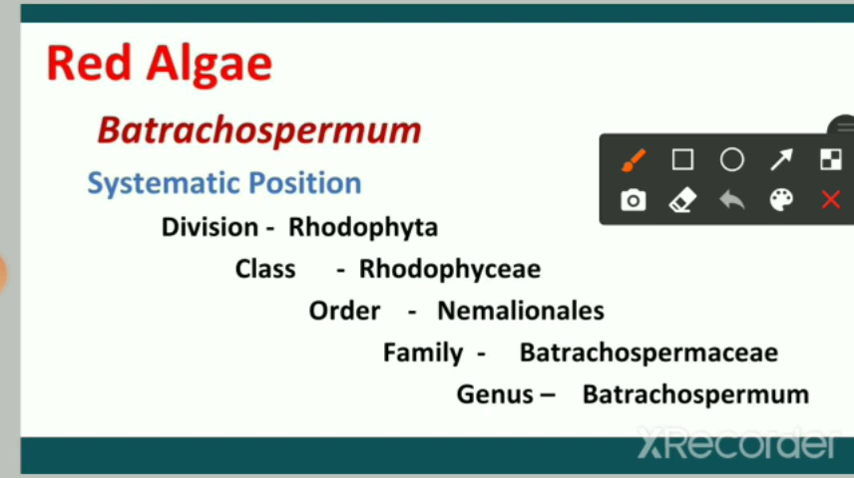 Red Algae
Batrachospermum
Systematic Position
Division - Rhodophyta
Class - Rhodophyceae
Order - Nemalionales
Family - Batrachospermaceae
Genus – Batrachospermum
XRecorder